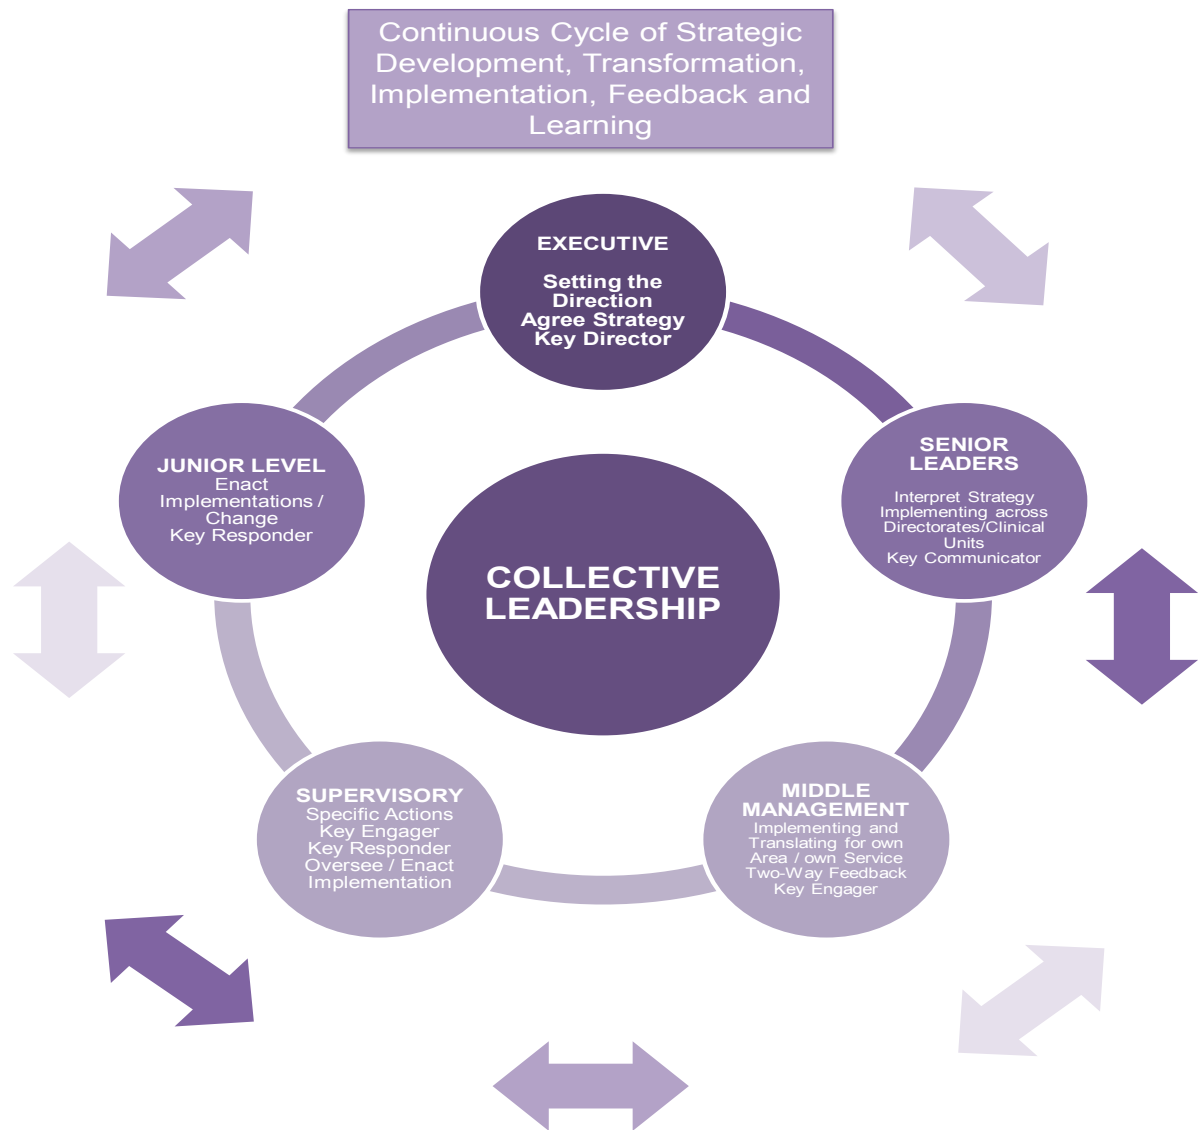 Continuous Cycle of Strategic
Development, Transformation,
Implementation, Feedback and
Learning
EXECUTIVE
Setting the
Direction
Agree Strategy
Key Director
SENIOR
LEADERS
Interpret Strategy
Implementing across
Directorates/Clinical
Units
Key Communicator
JUNIOR LEVEL
Enact
Implementations /
Change
Key Responder
COLLECTIVE
LEADERSHIP
SUPERVISORY
Specific Actions
Key Engager
Key Responder
Oversee / Enact
Implementation
MIDDLE
MANAGEMENT
Implementing and
Translating for own
Area / own Service
Two-Way Feedback
Key Engager